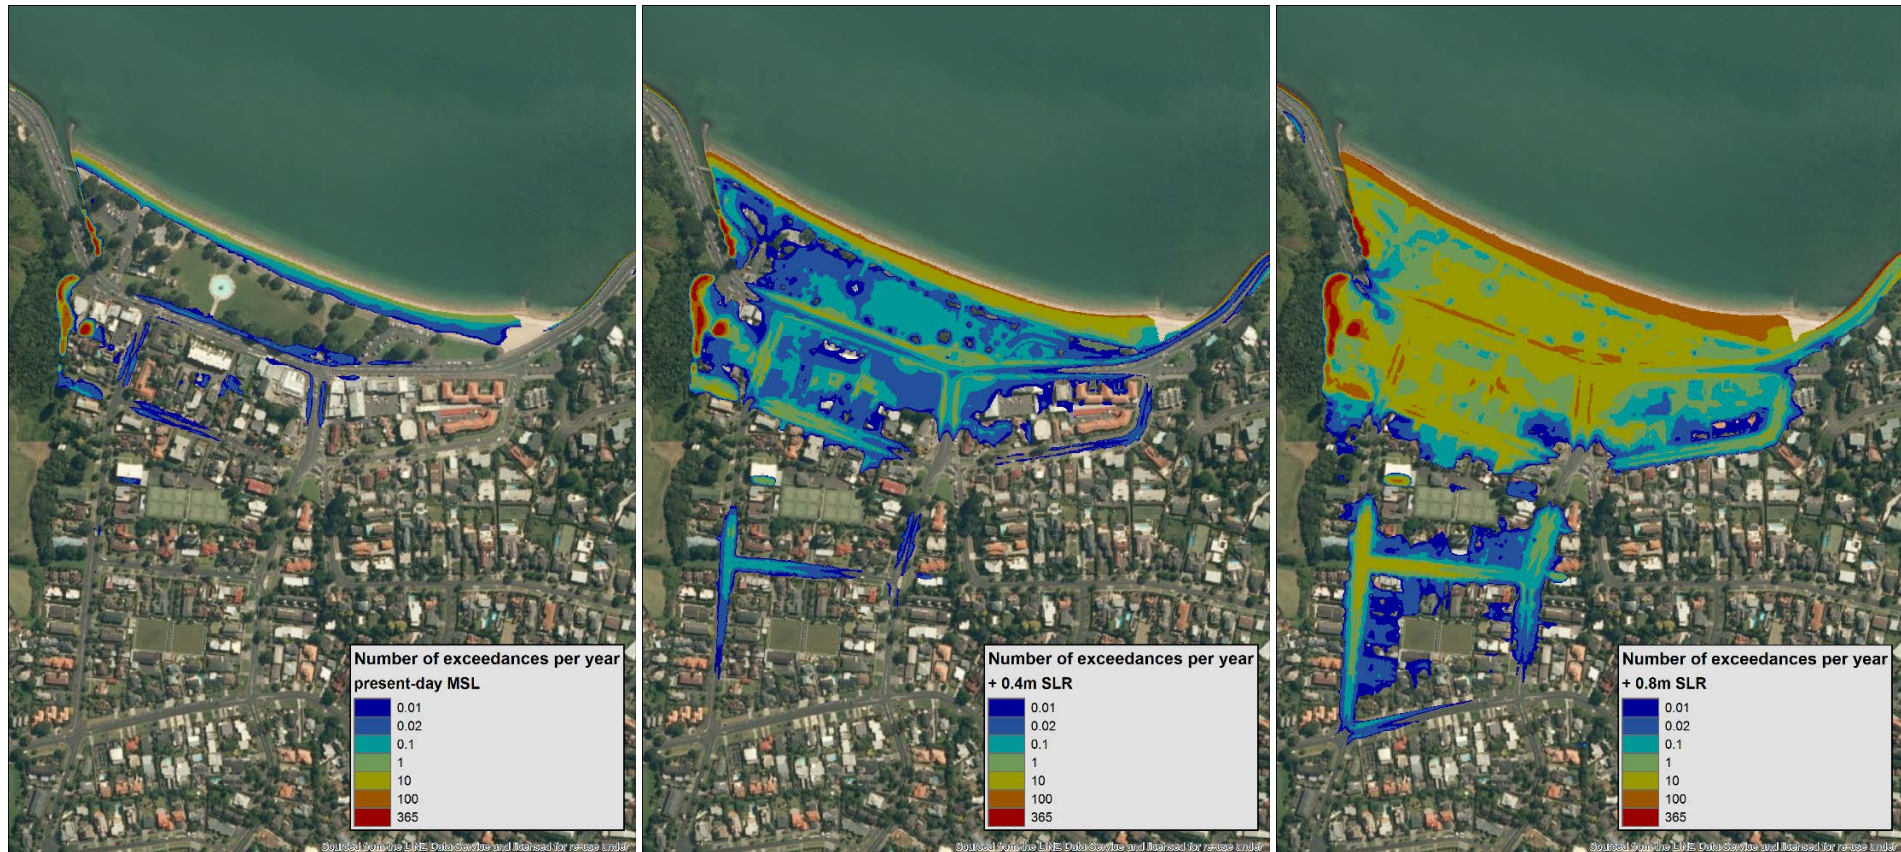 Number of exceedances per year
present-day MSL
0.01
0.02
0.1
1
10
100
365
Sourced from the LINZ Data Service and licensed for re-use under
Number of exceedances per year
+ 0.4m SLR
0.01
0.02
0.1
1
10
100
365
Sourced from the LINZ Data Service and licensed for re-use under
Number of exceedances per year
+ 0.8m SLR
0.01
0.02
0.1
1
10
100
365
Sourced from the LINZ Data Service and licensed for re-use under